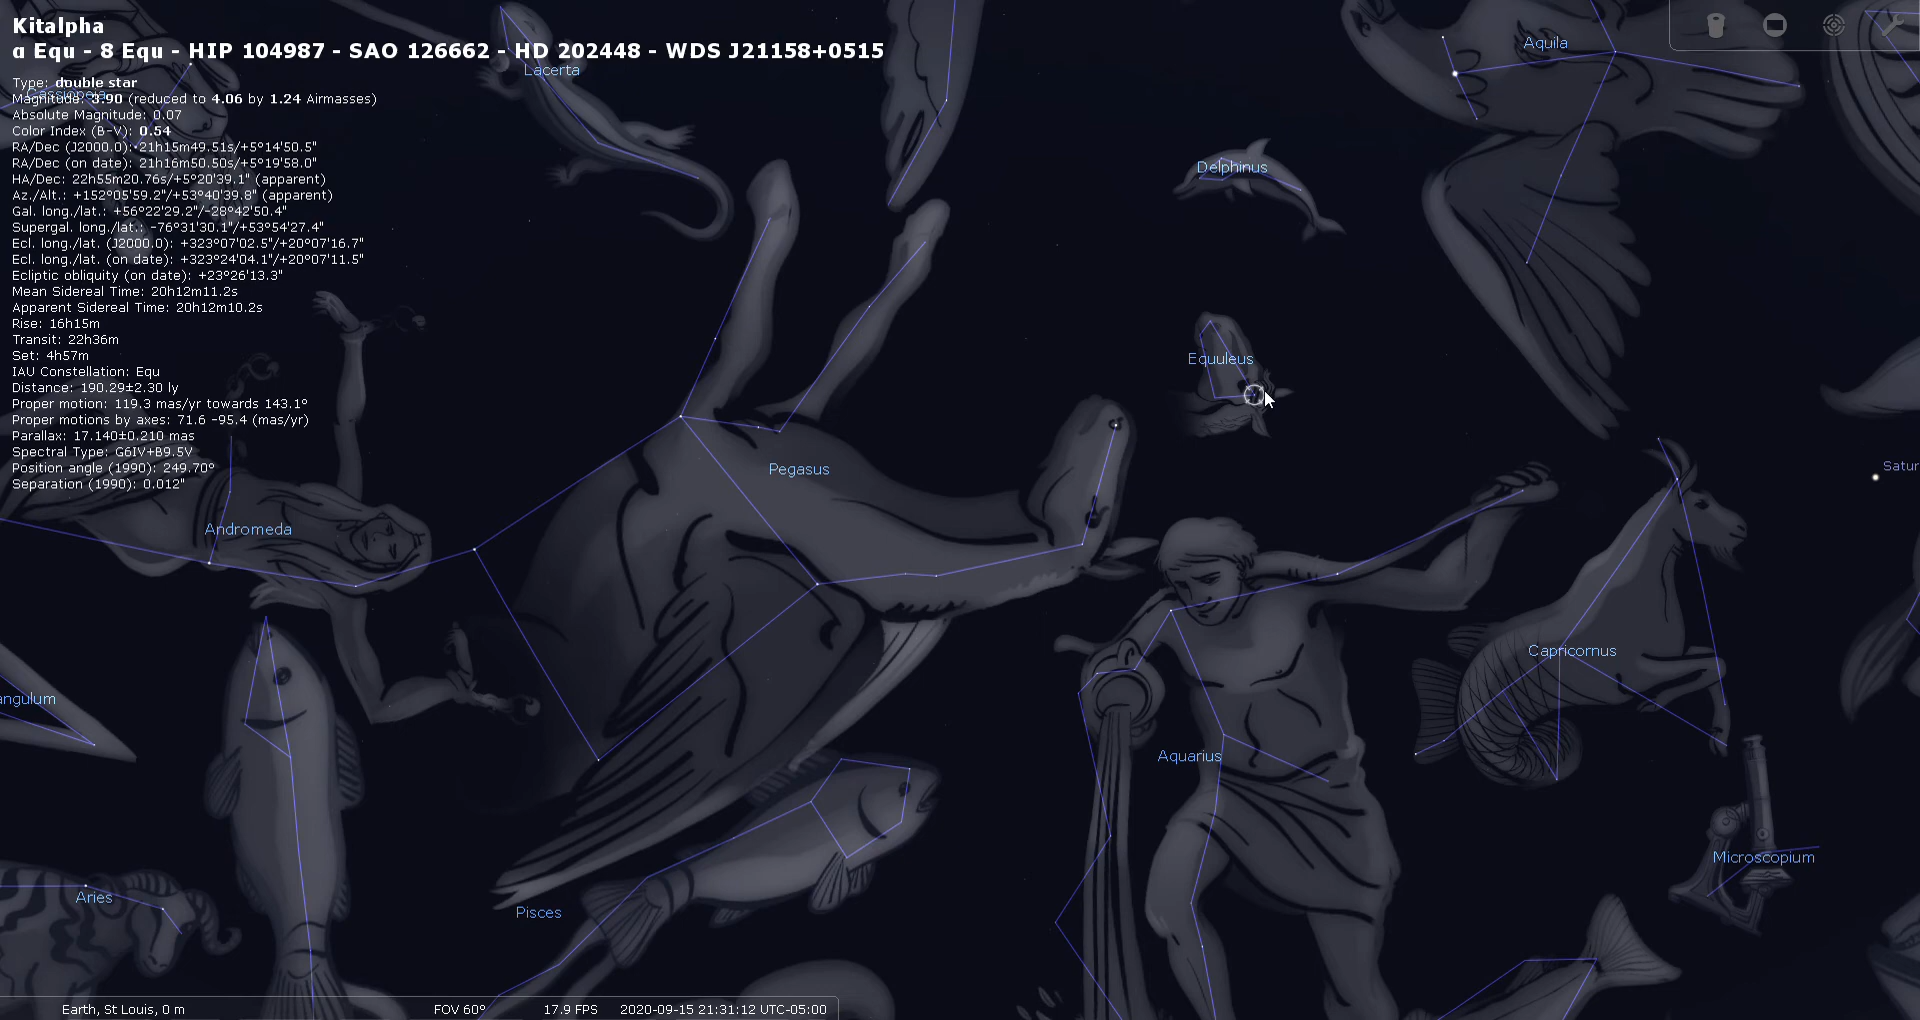 Kitalpha
α Equ - 8 Equ - HIP 104987 - SAO 126662 - HD 202448 - WDS J21158+0515
Type: double star
Magnitude: 3.90 (reduced to 4.06 by 1.24 Airmasses)
Absolute Magnitude: 0.07
Color Index (B-V): 0.54
RA/Dec (J2000.0): 21h15m49.51s/+5°14'50.5"
RA/Dec (on date): 21h16m50.50s/+5°19'58.0"
HA/Dec: 22h55m20.76s/+5°20'39.1" (apparent)
Az./Alt.: +152°05'59.2"/+53°40'39.8" (apparent)
Gal. long./lat.: +56°22'29.2"/-28°42'50.4"
Supergal. long./lat.: -76°31'30.1"/+53°54'27.4"
Ecl. long./lat. (J2000.0): +323°07'02.5"/+20°07'16.7"
Ecl. long./lat. (on date): +323°24'04.1"/+20°07'11.5"
Ecliptic obliquity (on date): +23°26'13.3"
Mean Sidereal Time: 20h12m11.2s
Apparent Sidereal Time: 20h12m10.2s
Rise: 16h15m
Transit: 22h36m
Set: 4h57m
IAU Constellation: Equ
Distance: 190.29±2.30 ly
Proper motion: 119.3 mas/yr towards 143.1°
Proper motions by axes: 71.6 -95.4 (mas/yr)
Parallax: 17.140±0.210 mas
Spectral Type: G6IV+B9.5V
Position angle (1990): 249.70°
Separation (1990): 0.012"
Cassiopeia
Lacerta
Aquila
Delphinus
Equuleus
Pegasus
Satur
Andromeda
Capricornus
angulum
Aquarius
Microscopium
Aries
Pisces
Earth, St Louis, 0 m
FOV 60°
17.9 FPS
2020-09-15 21:31:12 UTC-05:00